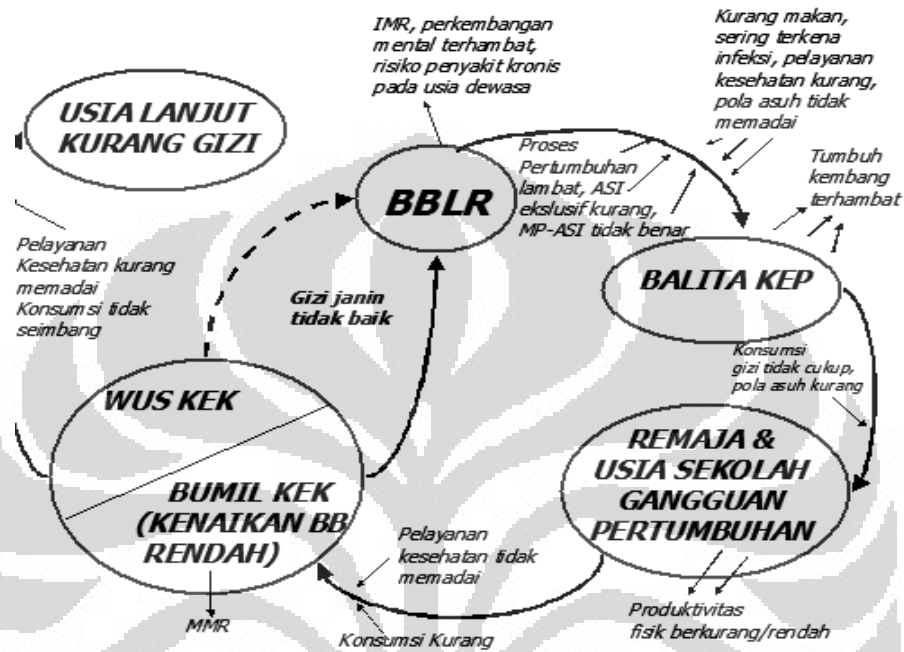 IMR, perkembangan
mental terhambat,
risiko penyakit kronis
pada usia dewasa
Kurang makan,
sering terkena
infeksi, pelayanan
kesehatan kurang,
pola asuh tidak
memadai
USIA LANJUT
KURANG GIZI
Proses
Pertumbuhan
lambat, ASI
ekslusif kurang,
MP-ASI tidak benar
Tumbuh
kembang
terhambat
BBLR
Pelayanan
Kesehatan kurang
memadai
Konsumsi tidak
seimbang
Gizi janin
tidak baik
BALITA KEP
Konsumsi
gizi tidak cukup,
pola asuh kurang
WUS KEK
BUMIL KEK
(KENAIKAN BB
RENDAH)
REMAJA &
USIA SEKOLAH
GANGGUAN
PERTUMBUHAN
Pelayanan
kesehatan tidak
memadai
MMR
Konsumsi Kurang
Produktivitas
fisik berkurang/rendah